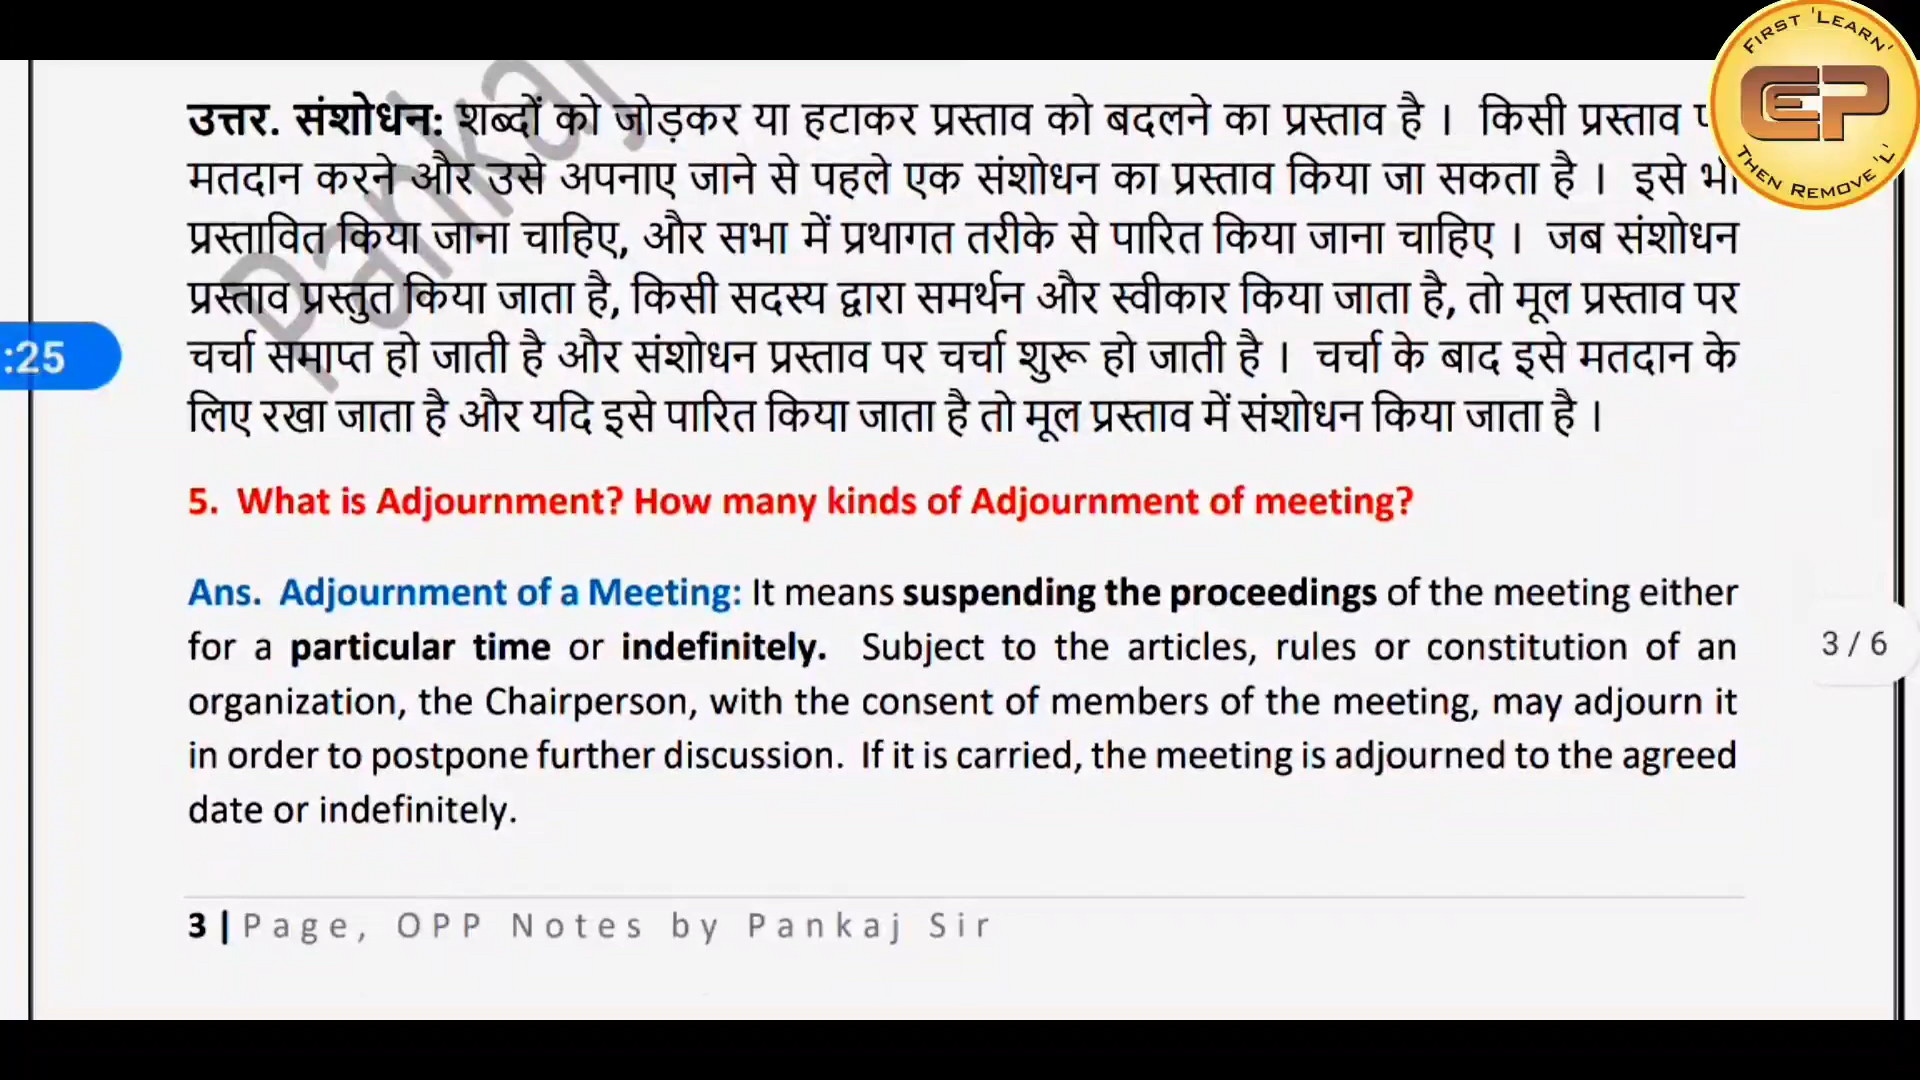 FIRST 'LEARN'
EP
THEN REMOVE 'L'
Pankaj
उत्तर. संशोधन: शब्दों को जोड़कर या हटाकर प्रस्ताव को बदलने का प्रस्ताव है । किसी प्रस्ताव
मतदान करने और उसे अपनाए जाने से पहले एक संशोधन का प्रस्ताव किया जा सकता है । इसे
प्रस्तावित किया जाना चाहिए, और सभा में प्रथागत तरीके से पारित किया जाना चाहिए । जब संशोधन
प्रस्ताव प्रस्तुत किया जाता है, किसी सदस्य द्वारा समर्थन और स्वीकार किया जाता है, तो मूल प्रस्ताव पर
चर्चा समाप्त हो जाती है और संशोधन प्रस्ताव पर चर्चा शुरू हो जाती है । चर्चा के बाद इसे मतदान के
लिए रखा जाता है और यदि इसे पारित किया जाता है तो मूल प्रस्ताव में संशोधन किया जाता है ।
:25
5. What is Adjournment? How many kinds of Adjournment of meeting?
Ans. Adjournment of a Meeting: It means suspending the proceedings of the meeting either
for a particular time or indefinitely. Subject to the articles, rules or constitution of an
organization, the Chairperson, with the consent of members of the meeting, may adjourn it
in order to postpone further discussion. If it is carried, the meeting is adjourned to the agreed
date or indefinitely.
3 / 6
3 | Page, OPP Notes by Pankaj Sir